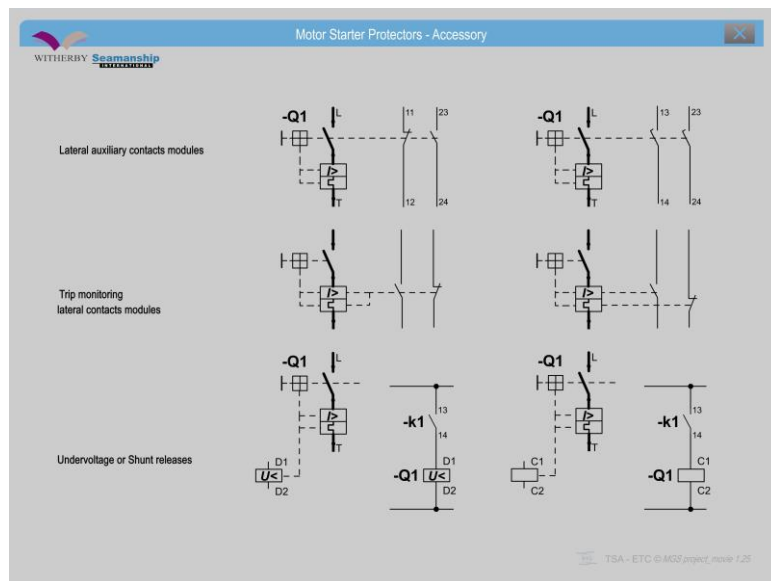 Motor Starter Protectors - Accessory
WITHERBY Seamanship
INTERNATIONAL
-Q1 L 11 23
I>
T 12 24
-Q1 L 13 23
I>
T 14 24
Lateral auxiliary contacts modules
I>
I>
Trip monitoring
lateral contacts modules
-Q1 L
I>
T
D1
U<
D2
13
-k1
14
D1
-Q1 U<
D2
-Q1 L
I>
T
C1
C2
13
-k1
14
C1
-Q1
C2
Undervoltage or Shunt releases
TSA - ETC © MGS project_movie 1.25